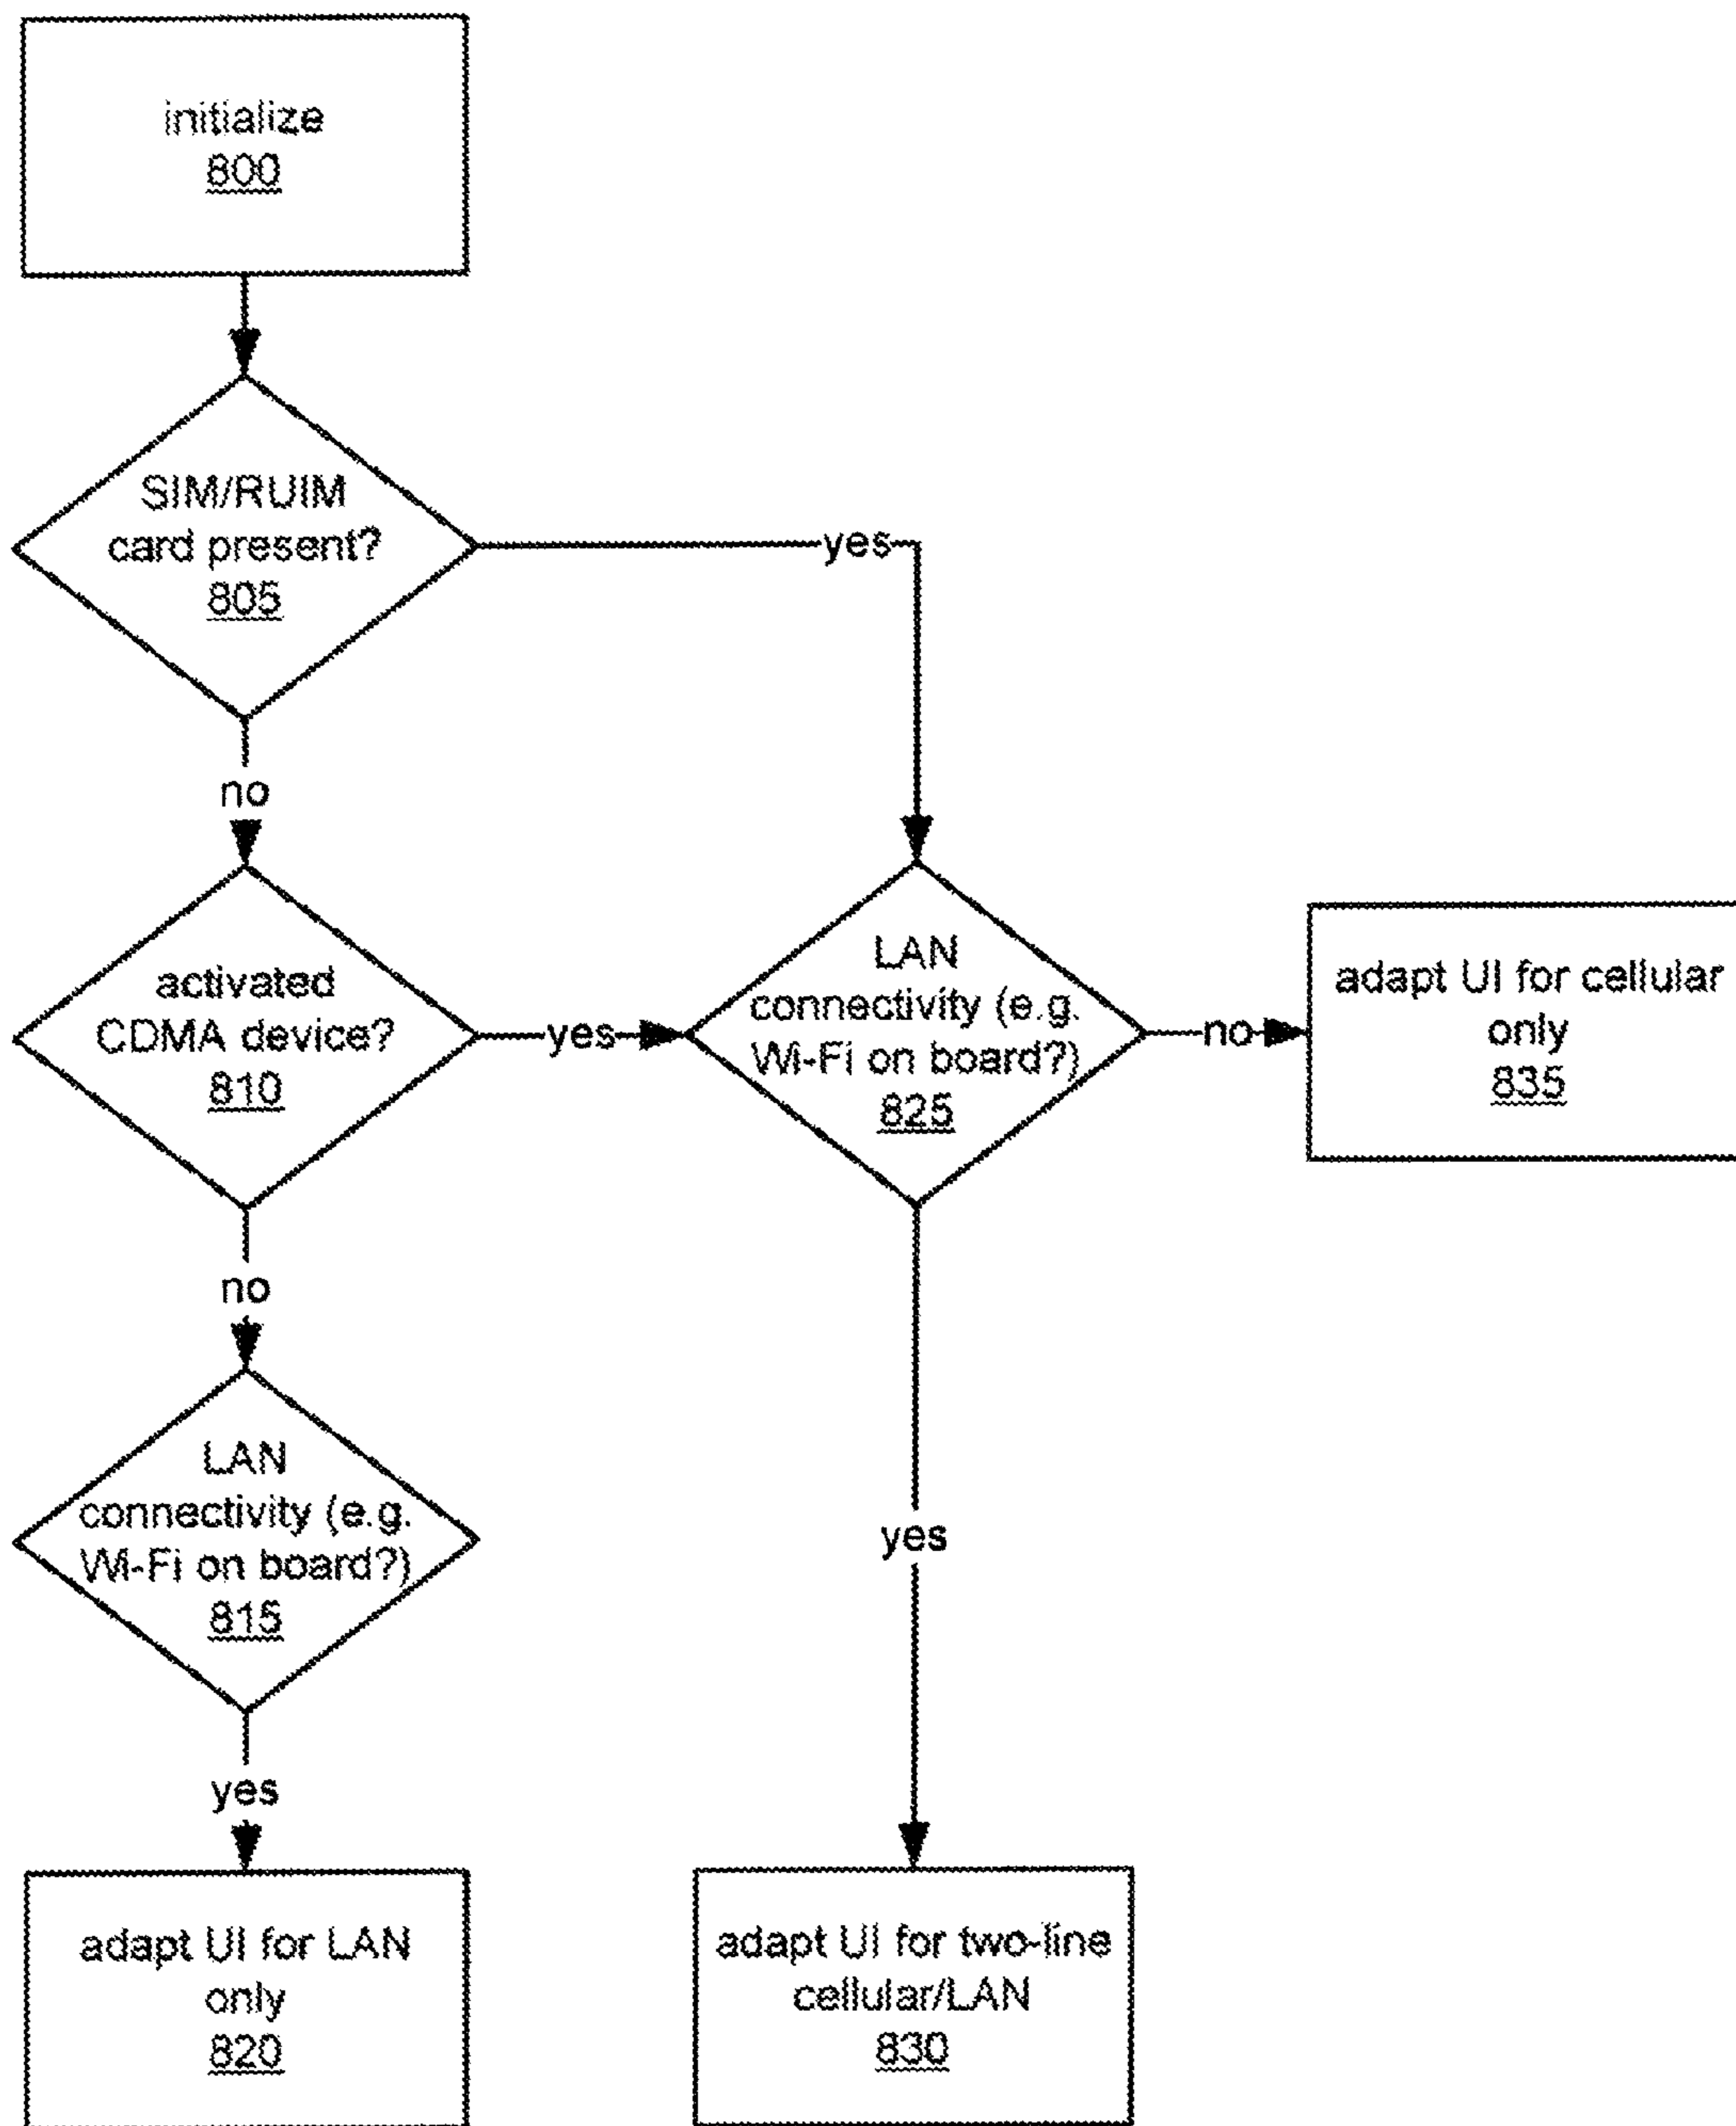 initialize
800
SIM/RUIM
card present?
805
yes
no
activated
CDMA device?
810
yes
LAN
connectivity (e.g.
Wi-Fi on board?)
825
no
adapt UI for cellular
only
835
no
LAN
connectivity (e.g.
Wi-Fi on board?)
815
yes
yes
adapt UI for LAN
only
820
adapt UI for two-line
cellular/LAN
830